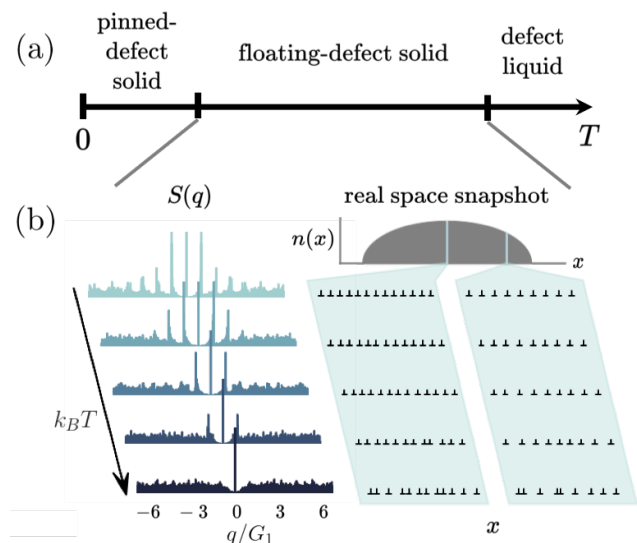 (a)
pinned-
defect
solid
floating-defect solid
defect
liquid
0
T
(b)
S(q)
real space snapshot
n(x)
x
k_BT
−6 −3 0 3 6
q/G_1
x